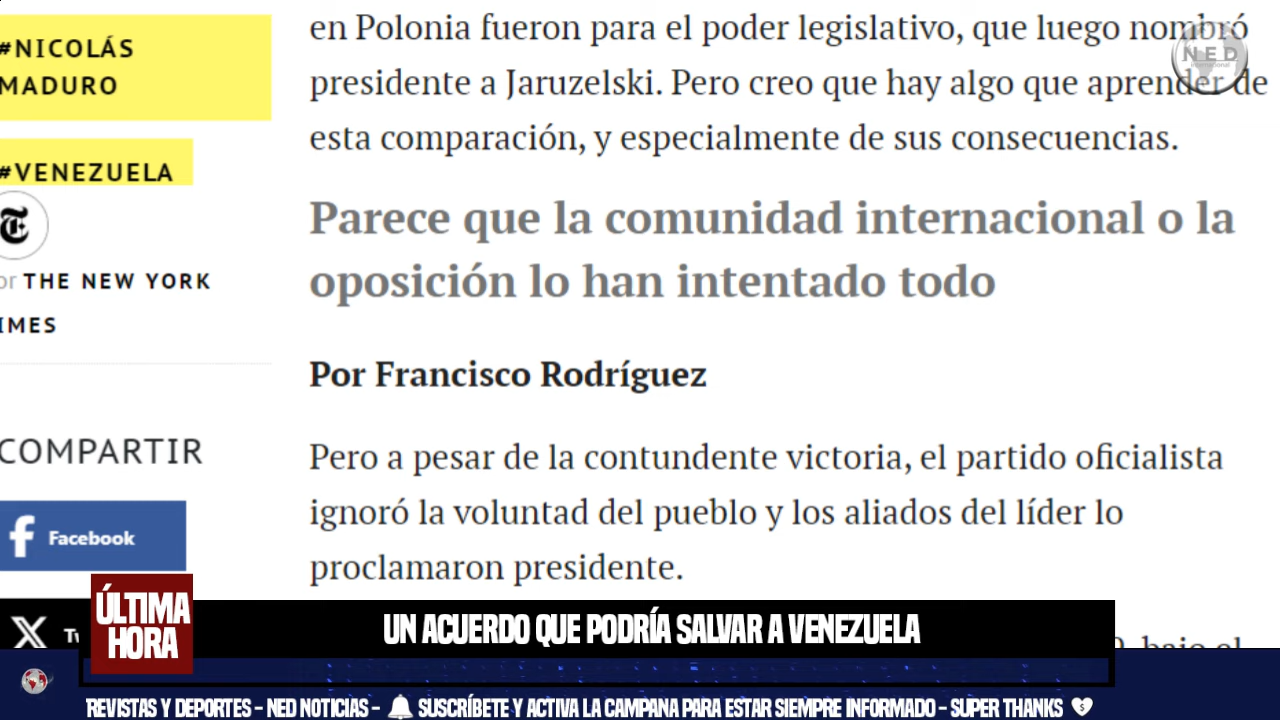 #NICOLÁS
MADURO
#VENEZUELA
or THE NEW YORK
IMES
COMPARTIR
Facebook
en Polonia fueron para el poder legislativo, que luego nombró
presidente a Jaruzelski. Pero creo que hay algo que aprender de
esta comparación, y especialmente de sus consecuencias.
Parece que la comunidad internacional o la
oposición lo han intentado todo
Por Francisco Rodríguez
Pero a pesar de la contundente victoria, el partido oficialista
ignoró la voluntad del pueblo y los aliados del líder lo
proclamaron presidente.
NED
internacional
ÚLTIMA
HORA
UN ACUERDO QUE PODRÍA SALVAR A VENEZUELA
REVISTAS Y DEPORTES - NED NOTICIAS - SUSCRÍBETE Y ACTIVA LA CAMPANA PARA ESTAR SIEMPRE INFORMADO - SUPER THANKS